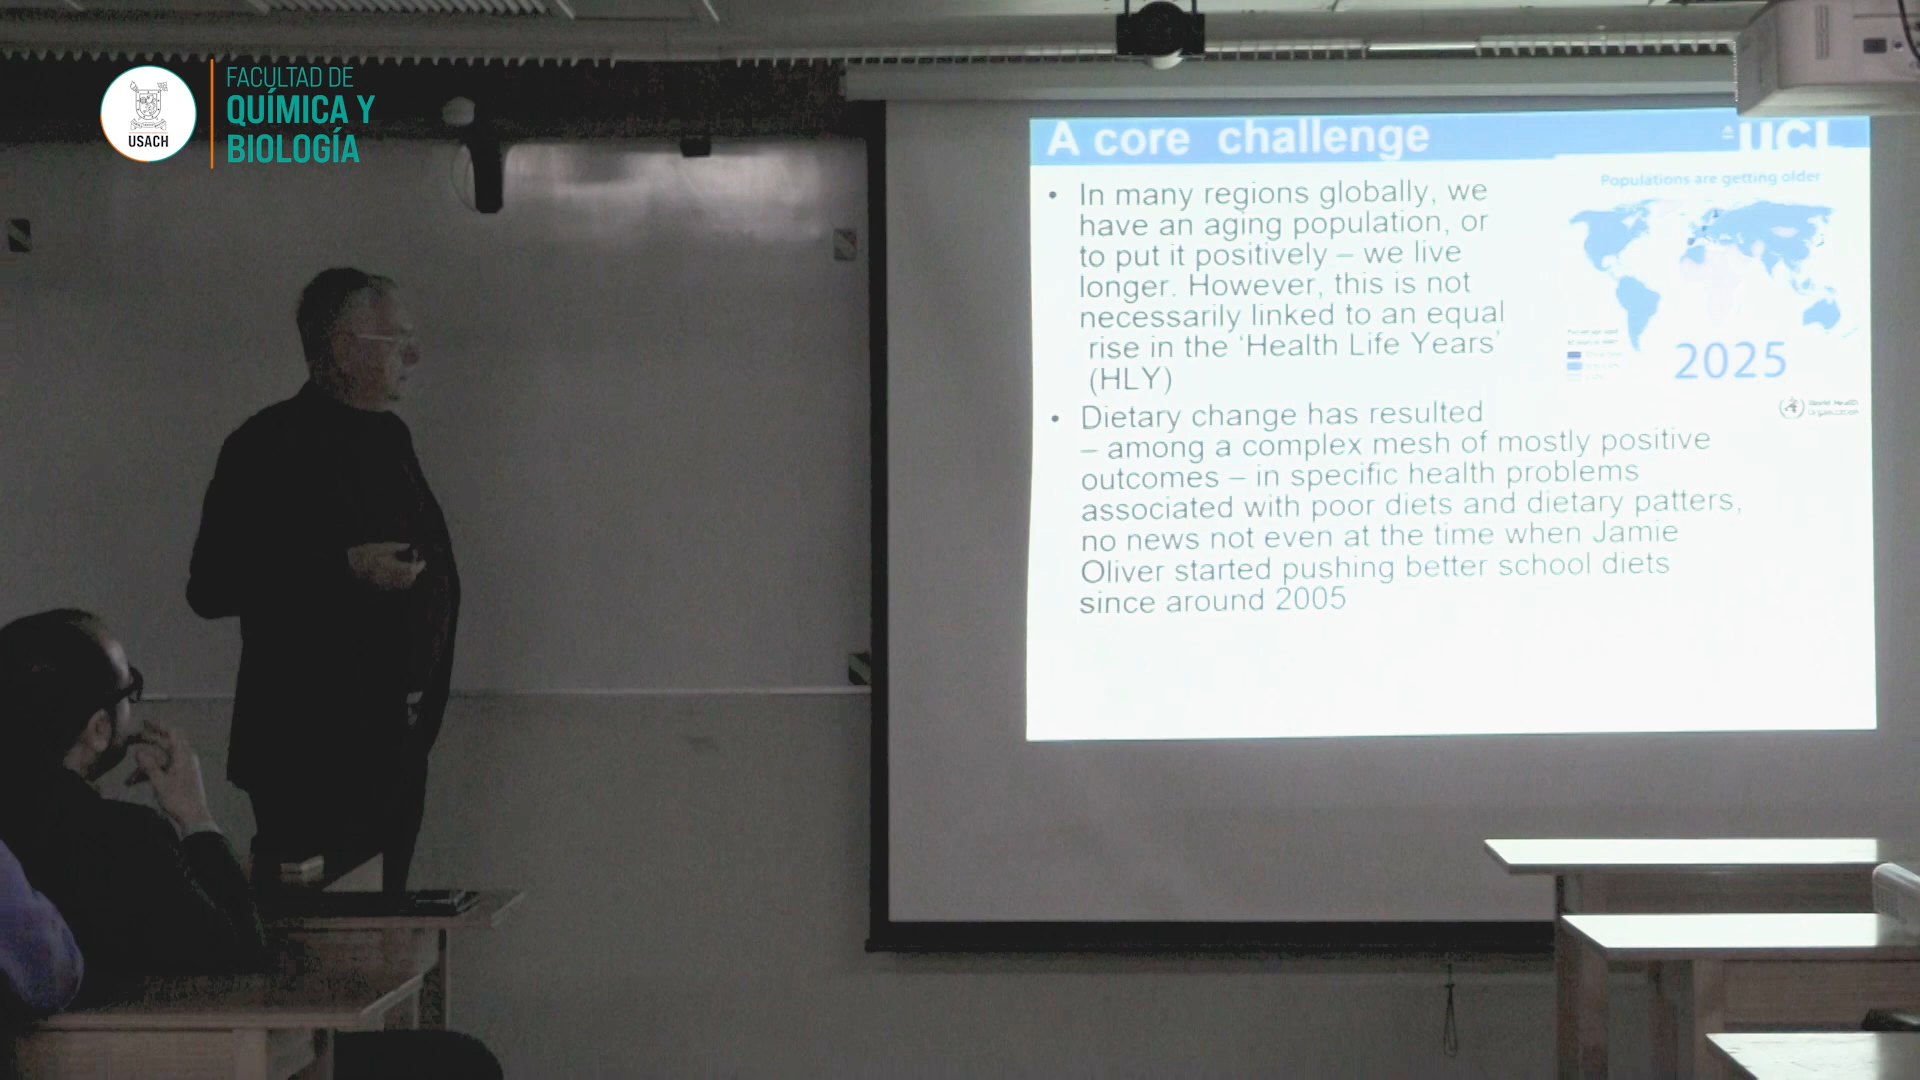 FACULTAD DE
QUÍMICA Y
BIOLOGÍA
USACH
A core challenge
UCL
Populations are getting older
• In many regions globally, we
have an aging population, or
to put it positively – we live
longer. However, this is not
necessarily linked to an equal
rise in the ‘Health Life Years’
(HLY)
2025
World Health
Organization
• Dietary change has resulted
– among a complex mesh of mostly positive
outcomes – in specific health problems
associated with poor diets and dietary patters,
no news not even at the time when Jamie
Oliver started pushing better school diets
since around 2005